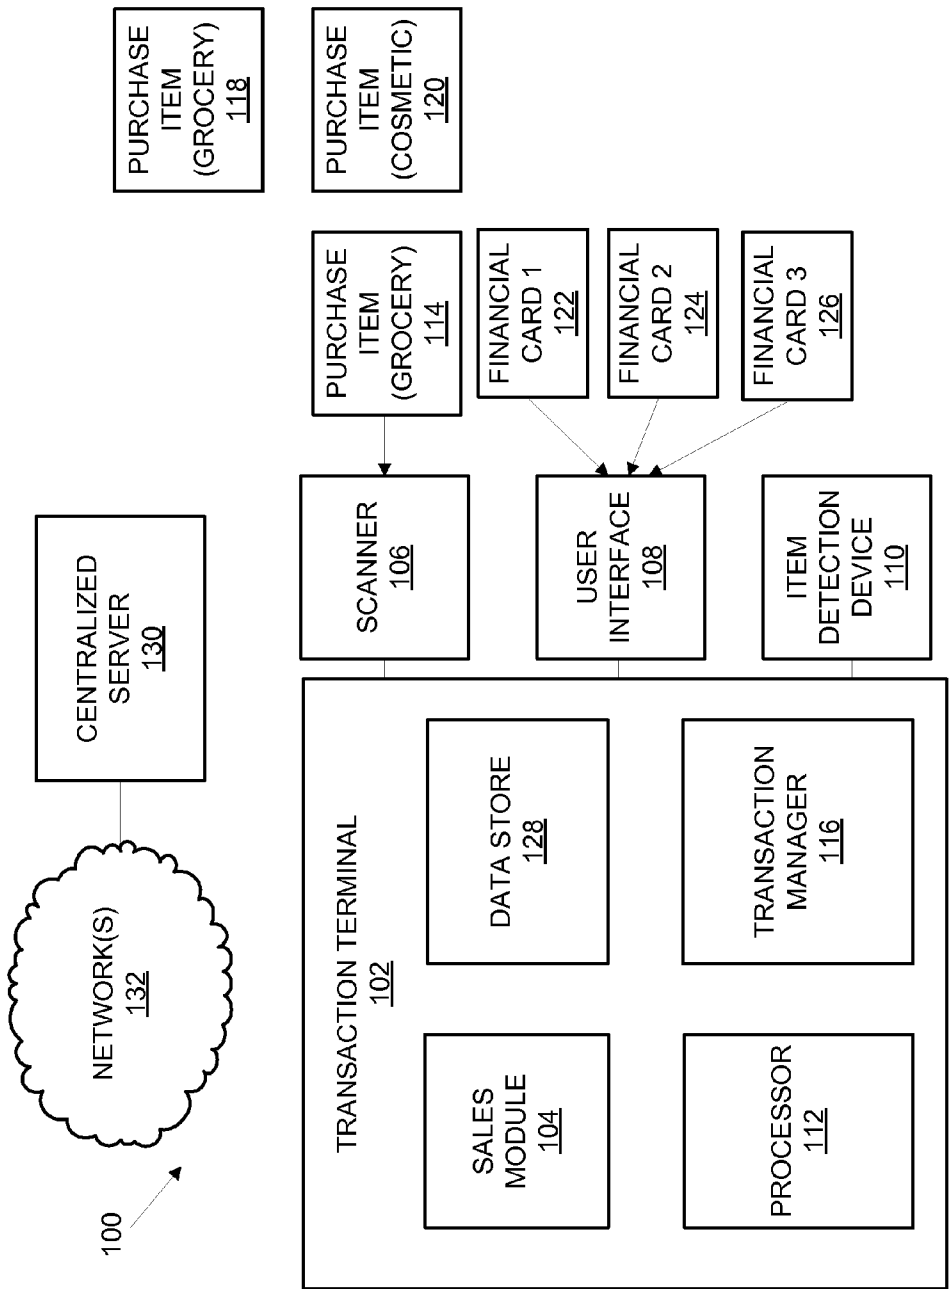 100
NETWORK(S)
132
CENTRALIZED
SERVER
130
PURCHASE
ITEM
(GROCERY)
118
TRANSACTION TERMINAL
102
SALES
MODULE
104
DATA STORE
128
PROCESSOR
112
TRANSACTION
MANAGER
116
SCANNER
106
USER
INTERFACE
108
ITEM
DETECTION
DEVICE
110
PURCHASE
ITEM
(GROCERY)
114
PURCHASE
ITEM
(COSMETIC)
120
FINANCIAL
CARD 1
122
FINANCIAL
CARD 2
124
FINANCIAL
CARD 3
126